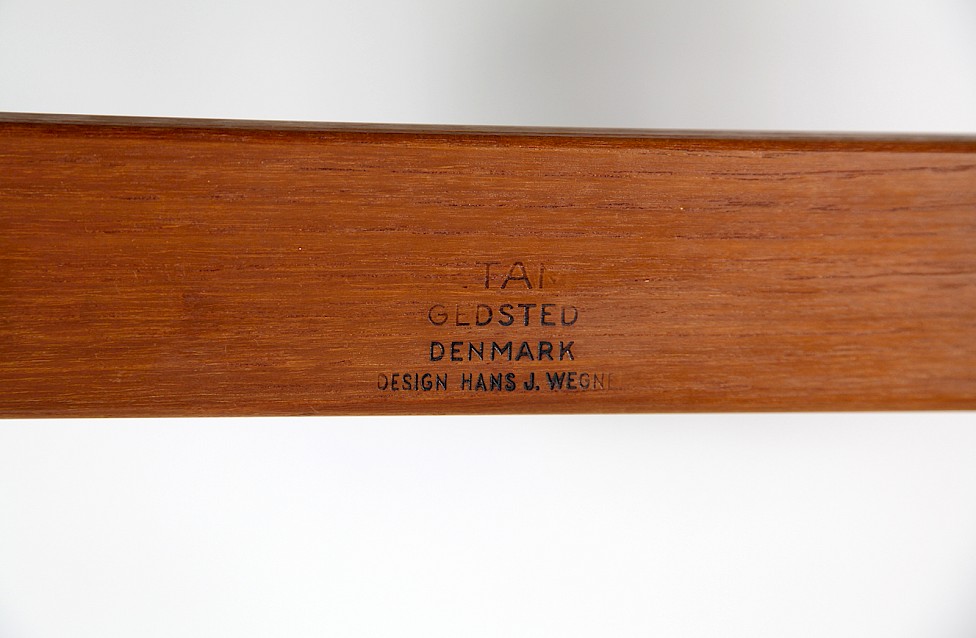 GEDSTED
DENMARK
DESIGN HANS J. WEGNE